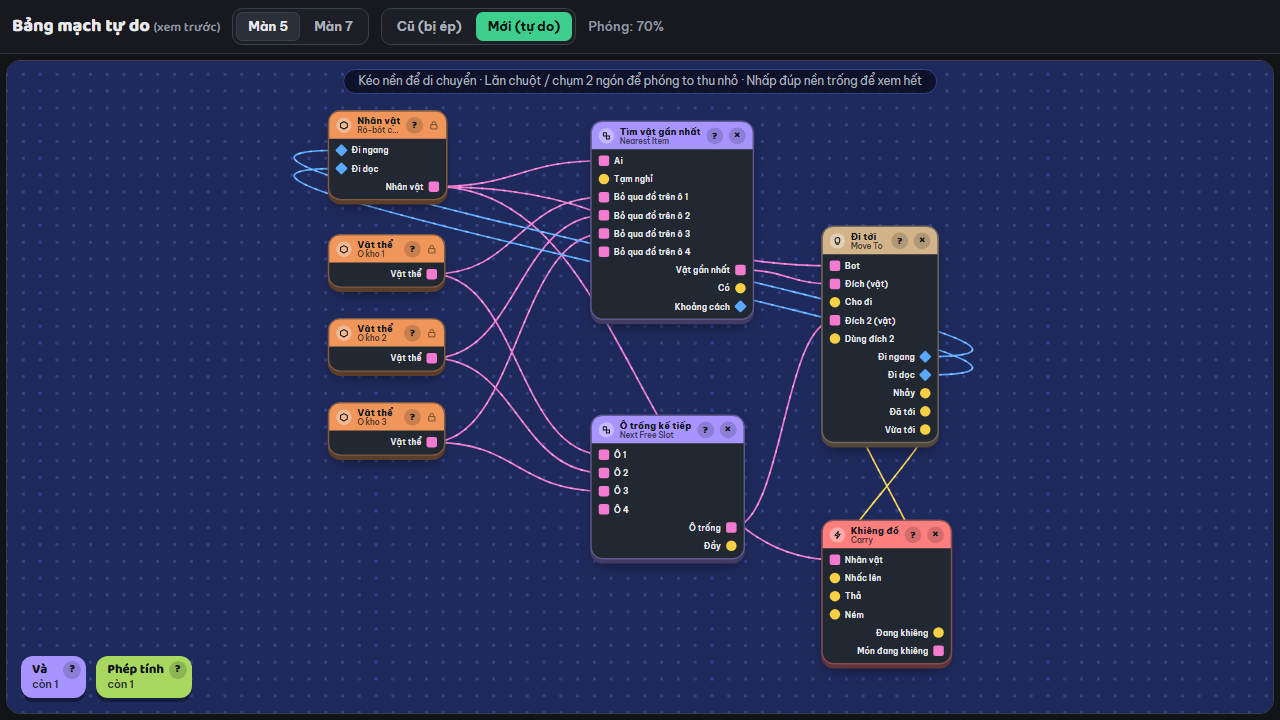 Bảng mạch tự do (xem trước)
Màn 5
Màn 7
Cũ (bị ép)
Mới (tự do)
Phóng: 70%
Kéo nền để di chuyển · Lăn chuột / chụm 2 ngón để phóng to thu nhỏ · Nhấp đúp nền trống để xem hết
Nhân vật
Rô-bốt c...
?
Đi ngang
Đi dọc
Nhân vật
Vật thể
Ô kho 1
?
Vật thể
Vật thể
Ô kho 2
?
Vật thể
Vật thể
Ô kho 3
?
Vật thể
Tìm vật gần nhất
Nearest Item
?
Ai
Tạm nghỉ
Bỏ qua đồ trên ô 1
Bỏ qua đồ trên ô 2
Bỏ qua đồ trên ô 3
Bỏ qua đồ trên ô 4
Vật gần nhất
Có
Khoảng cách
Ô trống kế tiếp
Next Free Slot
?
Ô 1
Ô 2
Ô 3
Ô 4
Ô trống
Đầy
Đi tới
Move To
?
Bot
Đích (vật)
Cho đi
Đích 2 (vật)
Dùng đích 2
Đi ngang
Đi dọc
Nhảy
Đã tới
Vừa tới
Khiêng đồ
Carry
?
Nhân vật
Nhấc lên
Thả
Ném
Đang khiêng
Món đang khiêng
Và
còn 1
?
Phép tính
còn 1
?